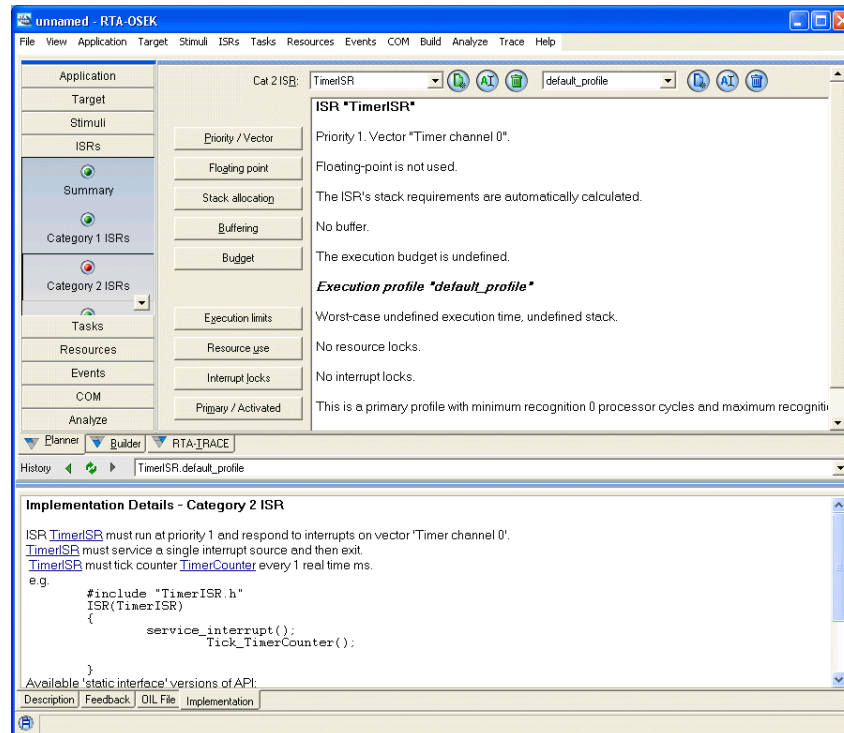 unnamed - RTA-OSEK
File View Application Target Stimuli ISRs Tasks Resources Events COM Build Analyze Trace Help
Application
Target
Stimuli
ISRs
Summary
Category 1 ISRs
Category 2 ISRs
Tasks
Resources
Events
COM
Analyze
Cat 2 ISR: TimerISR default_profile
ISR "TimerISR"
Priority / Vector Priority 1. Vector "Timer channel 0".
Floating point Floating-point is not used.
Stack allocation The ISR's stack requirements are automatically calculated.
Buffering No buffer.
Budget The execution budget is undefined.
Execution profile "default_profile"
Execution limits Worst-case undefined execution time, undefined stack.
Resource use No resource locks.
Interrupt locks No interrupt locks.
Primary / Activated This is a primary profile with minimum recognition 0 processor cycles and maximum recogniti
Planner Builder RTA-TRACE
History TimerISR.default_profile
Implementation Details - Category 2 ISR
ISR TimerISR must run at priority 1 and respond to interrupts on vector 'Timer channel 0'.
TimerISR must service a single interrupt source and then exit.
TimerISR must tick counter TimerCounter every 1 real time ms.
e.g.
#include "TimerISR.h"
ISR(TimerISR)
{
service_interrupt();
Tick_TimerCounter();
}
Available 'static interface' versions of API:
Description Feedback OIL File Implementation